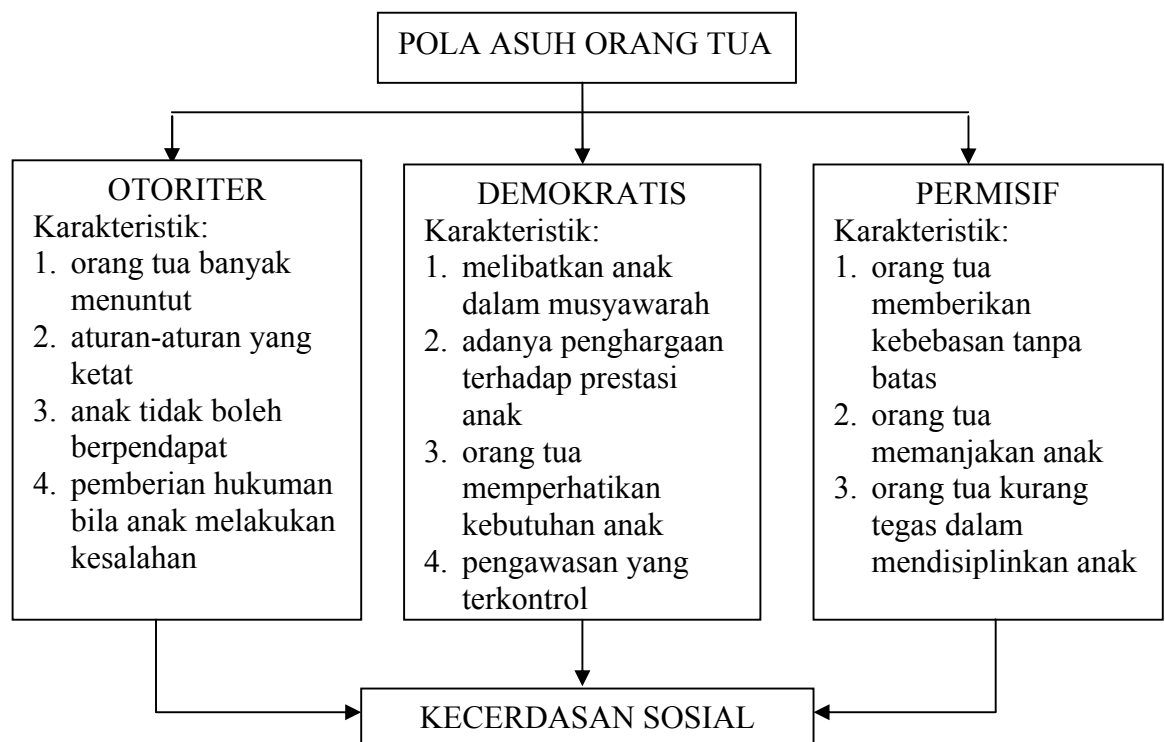 POLA ASUH ORANG TUA
OTORITER
Karakteristik:
1. orang tua banyak
menuntut
2. aturan-aturan yang
ketat
3. anak tidak boleh
berpendapat
4. pemberian hukuman
bila anak melakukan
kesalahan
DEMOKRATIS
Karakteristik:
1. melibatkan anak
dalam musyawarah
2. adanya penghargaan
terhadap prestasi
anak
3. orang tua
memperhatikan
kebutuhan anak
4. pengawasan yang
terkontrol
PERMISIF
Karakteristik:
1. orang tua
memberikan
kebebasan tanpa
batas
2. orang tua
memanjakan anak
3. orang tua kurang
tegas dalam
mendisiplinkan anak
KECERDASAN SOSIAL